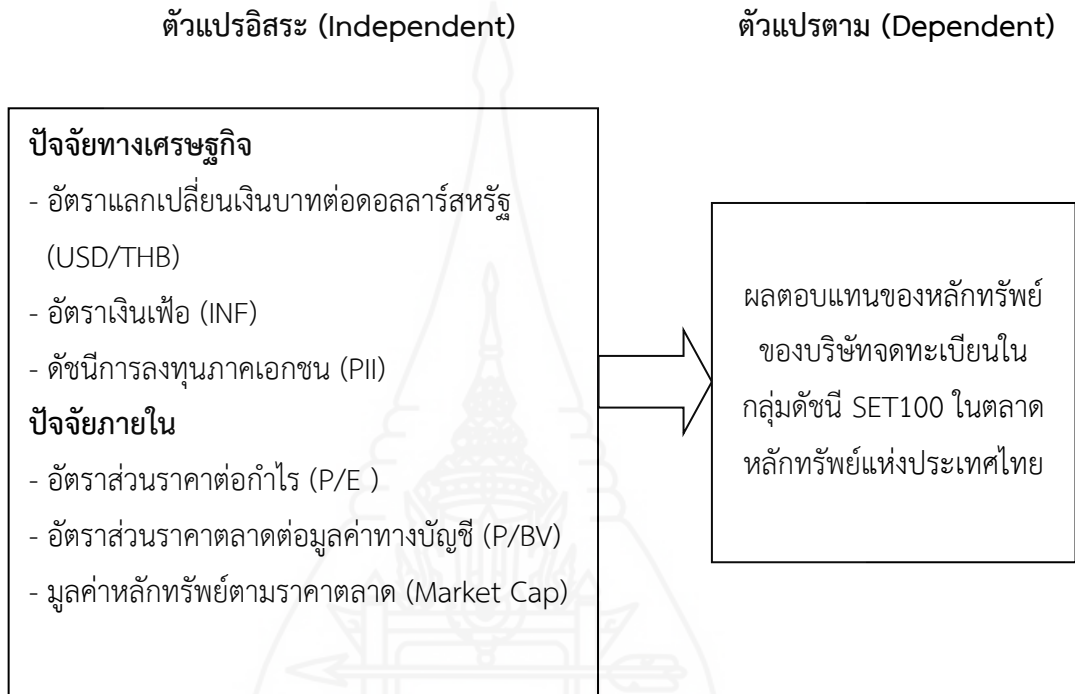 ตัวแปรอิสระ (Independent)
ตัวแปรตาม (Dependent)
ปัจจัยทางเศรษฐกิจ
- อัตราแลกเปลี่ยนเงินบาทต่อดอลลาร์สหรัฐ
(USD/THB)
- อัตราเงินเฟ้อ (INF)
- ดัชนีการลงทุนภาคเอกชน (PII)
ปัจจัยภายใน
- อัตราส่วนราคาต่อกำไร (P/E )
- อัตราส่วนราคาตลาดต่อมูลค่าทางบัญชี (P/BV)
- มูลค่าหลักทรัพย์ตามราคาตลาด (Market Cap)
ผลตอบแทนของหลักทรัพย์
ของบริษัทจดทะเบียนใน
กลุ่มดัชนี SET100 ในตลาด
หลักทรัพย์แห่งประเทศไทย